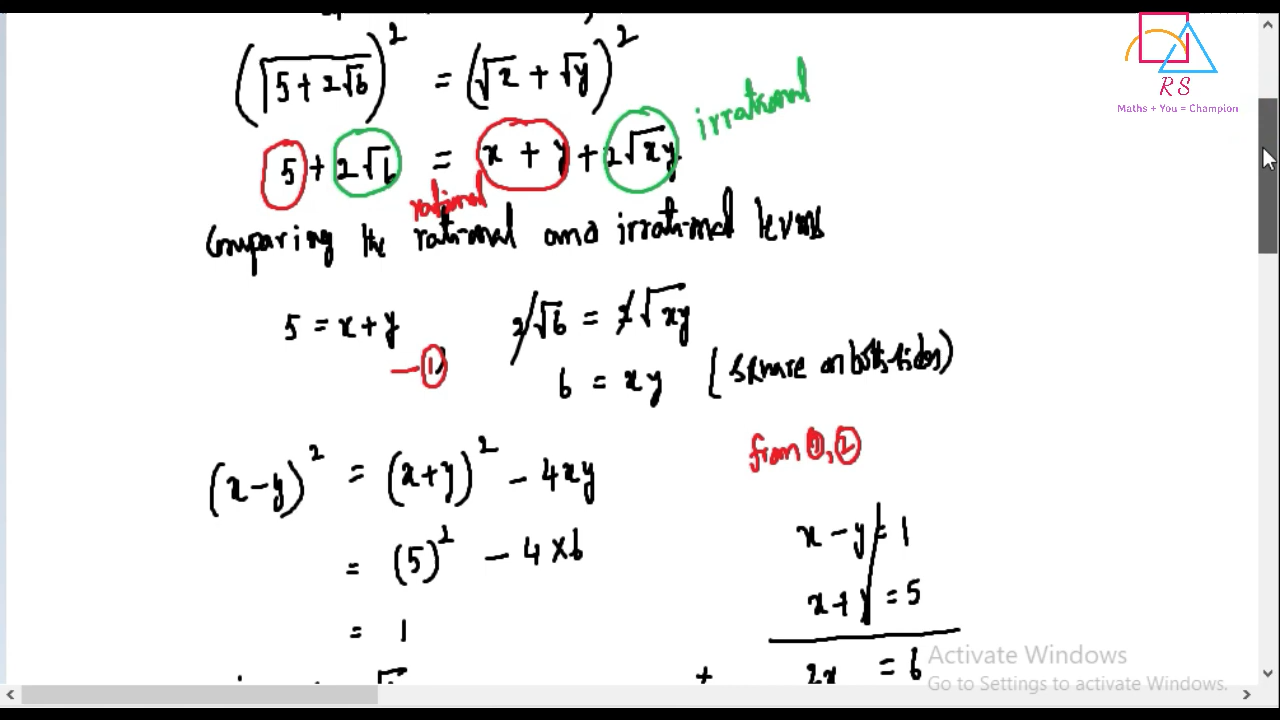 (√(5 + 2√6))² = (√x + √y)²
5 + 2√6 = x + y + 2√xy
irrational
rational
Comparing the rational and irrational terms
5 = x + y
—①
2√6 = 2√xy
6 = xy (square on both sides)
(x – y)² = (x + y)² – 4xy
= (5)² – 4 × 6
= 1
from ①, ②
x – y = 1
x + y = 5
+ 2x = 6
RS
Maths + You = Champion
Activate Windows
Go to Settings to activate Windows.